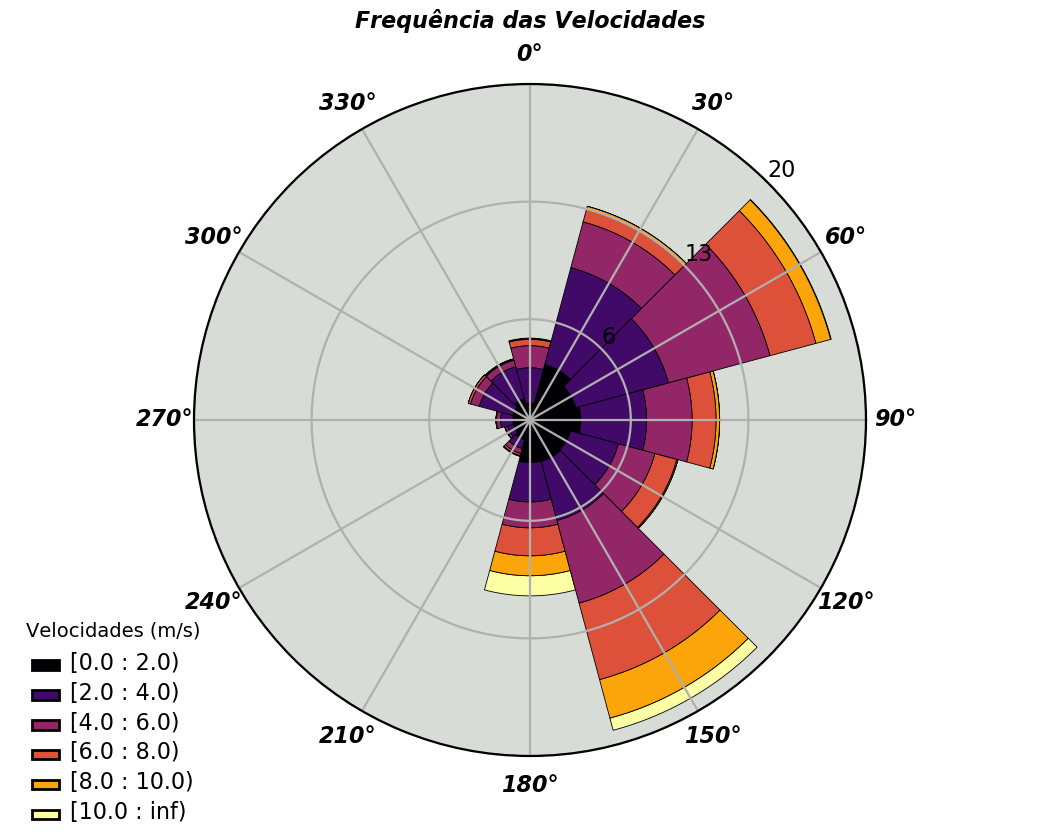 Frequência das Velocidades
0°
330°
30°
20
300°
60°
13
6
270°
90°
240°
120°
210°
150°
180°
Velocidades (m/s)
[0.0 : 2.0)
[2.0 : 4.0)
[4.0 : 6.0)
[6.0 : 8.0)
[8.0 : 10.0)
[10.0 : inf)